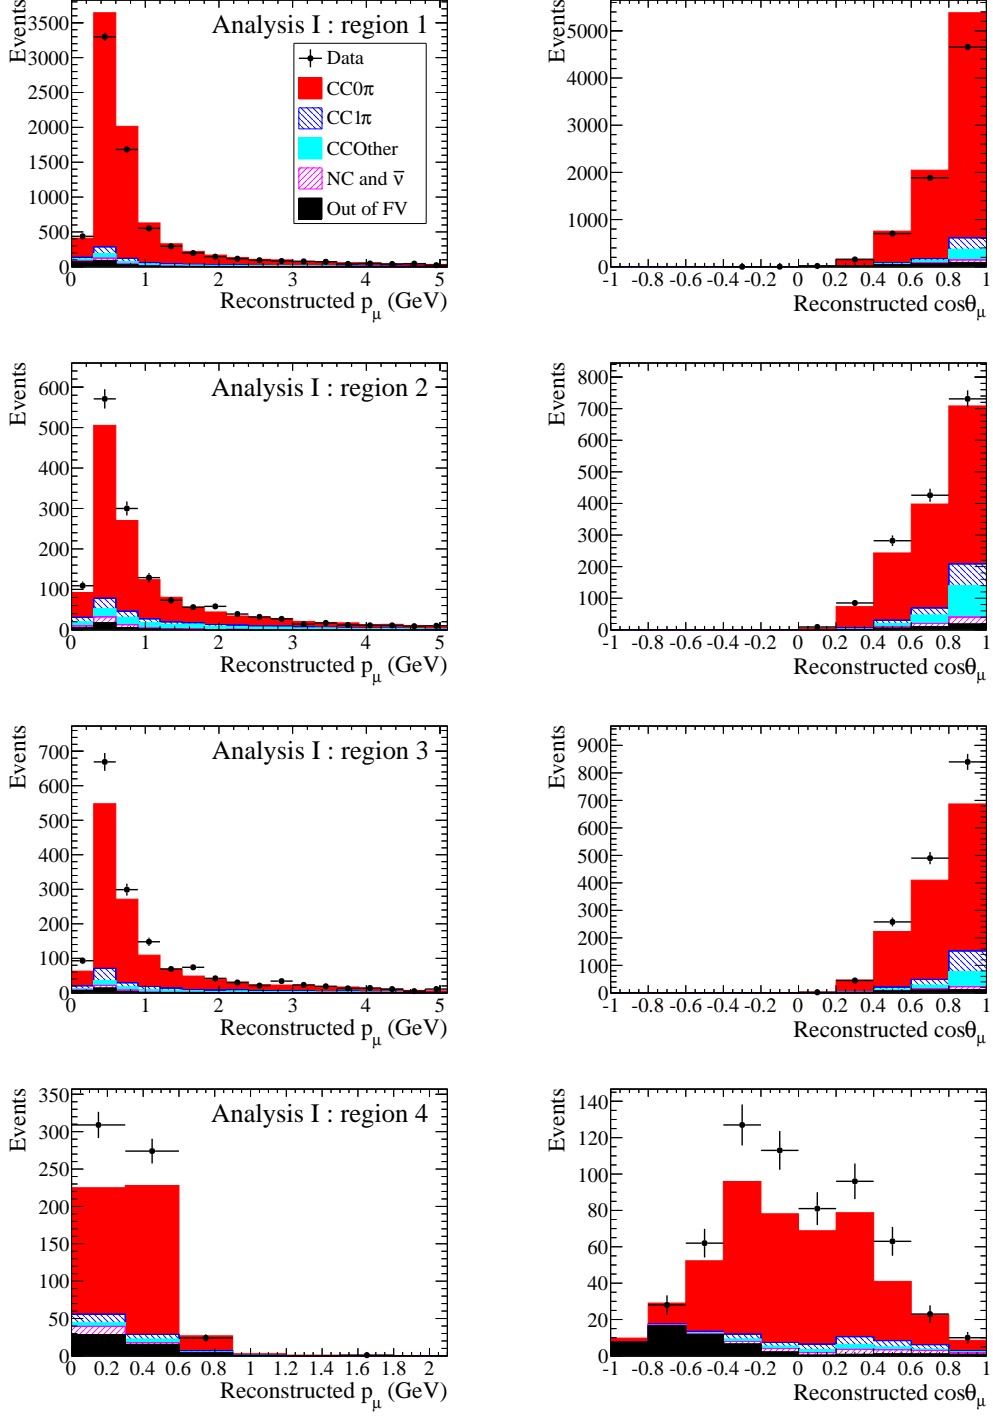 Events
3500
3000
2500
2000
1500
1000
500
0
Analysis I : region 1
Data
CC0π
CC1π
CCOther
NC and ν̅
Out of FV
0 1 2 3 4 5
Reconstructed pμ (GeV)
Events
5000
4000
3000
2000
1000
0
-1 -0.8 -0.6 -0.4 -0.2 0 0.2 0.4 0.6 0.8 1
Reconstructed cosθμ
Events
600
500
400
300
200
100
0
Analysis I : region 2
0 1 2 3 4 5
Reconstructed pμ (GeV)
Events
800
700
600
500
400
300
200
100
0
-1 -0.8 -0.6 -0.4 -0.2 0 0.2 0.4 0.6 0.8 1
Reconstructed cosθμ
Events
700
600
500
400
300
200
100
0
Analysis I : region 3
0 1 2 3 4 5
Reconstructed pμ (GeV)
Events
900
800
700
600
500
400
300
200
100
0
-1 -0.8 -0.6 -0.4 -0.2 0 0.2 0.4 0.6 0.8 1
Reconstructed cosθμ
Events
350
300
250
200
150
100
50
0
Analysis I : region 4
0 0.2 0.4 0.6 0.8 1 1.2 1.4 1.6 1.8 2
Reconstructed pμ (GeV)
Events
140
120
100
80
60
40
20
0
-1 -0.8 -0.6 -0.4 -0.2 0 0.2 0.4 0.6 0.8 1
Reconstructed cosθμ